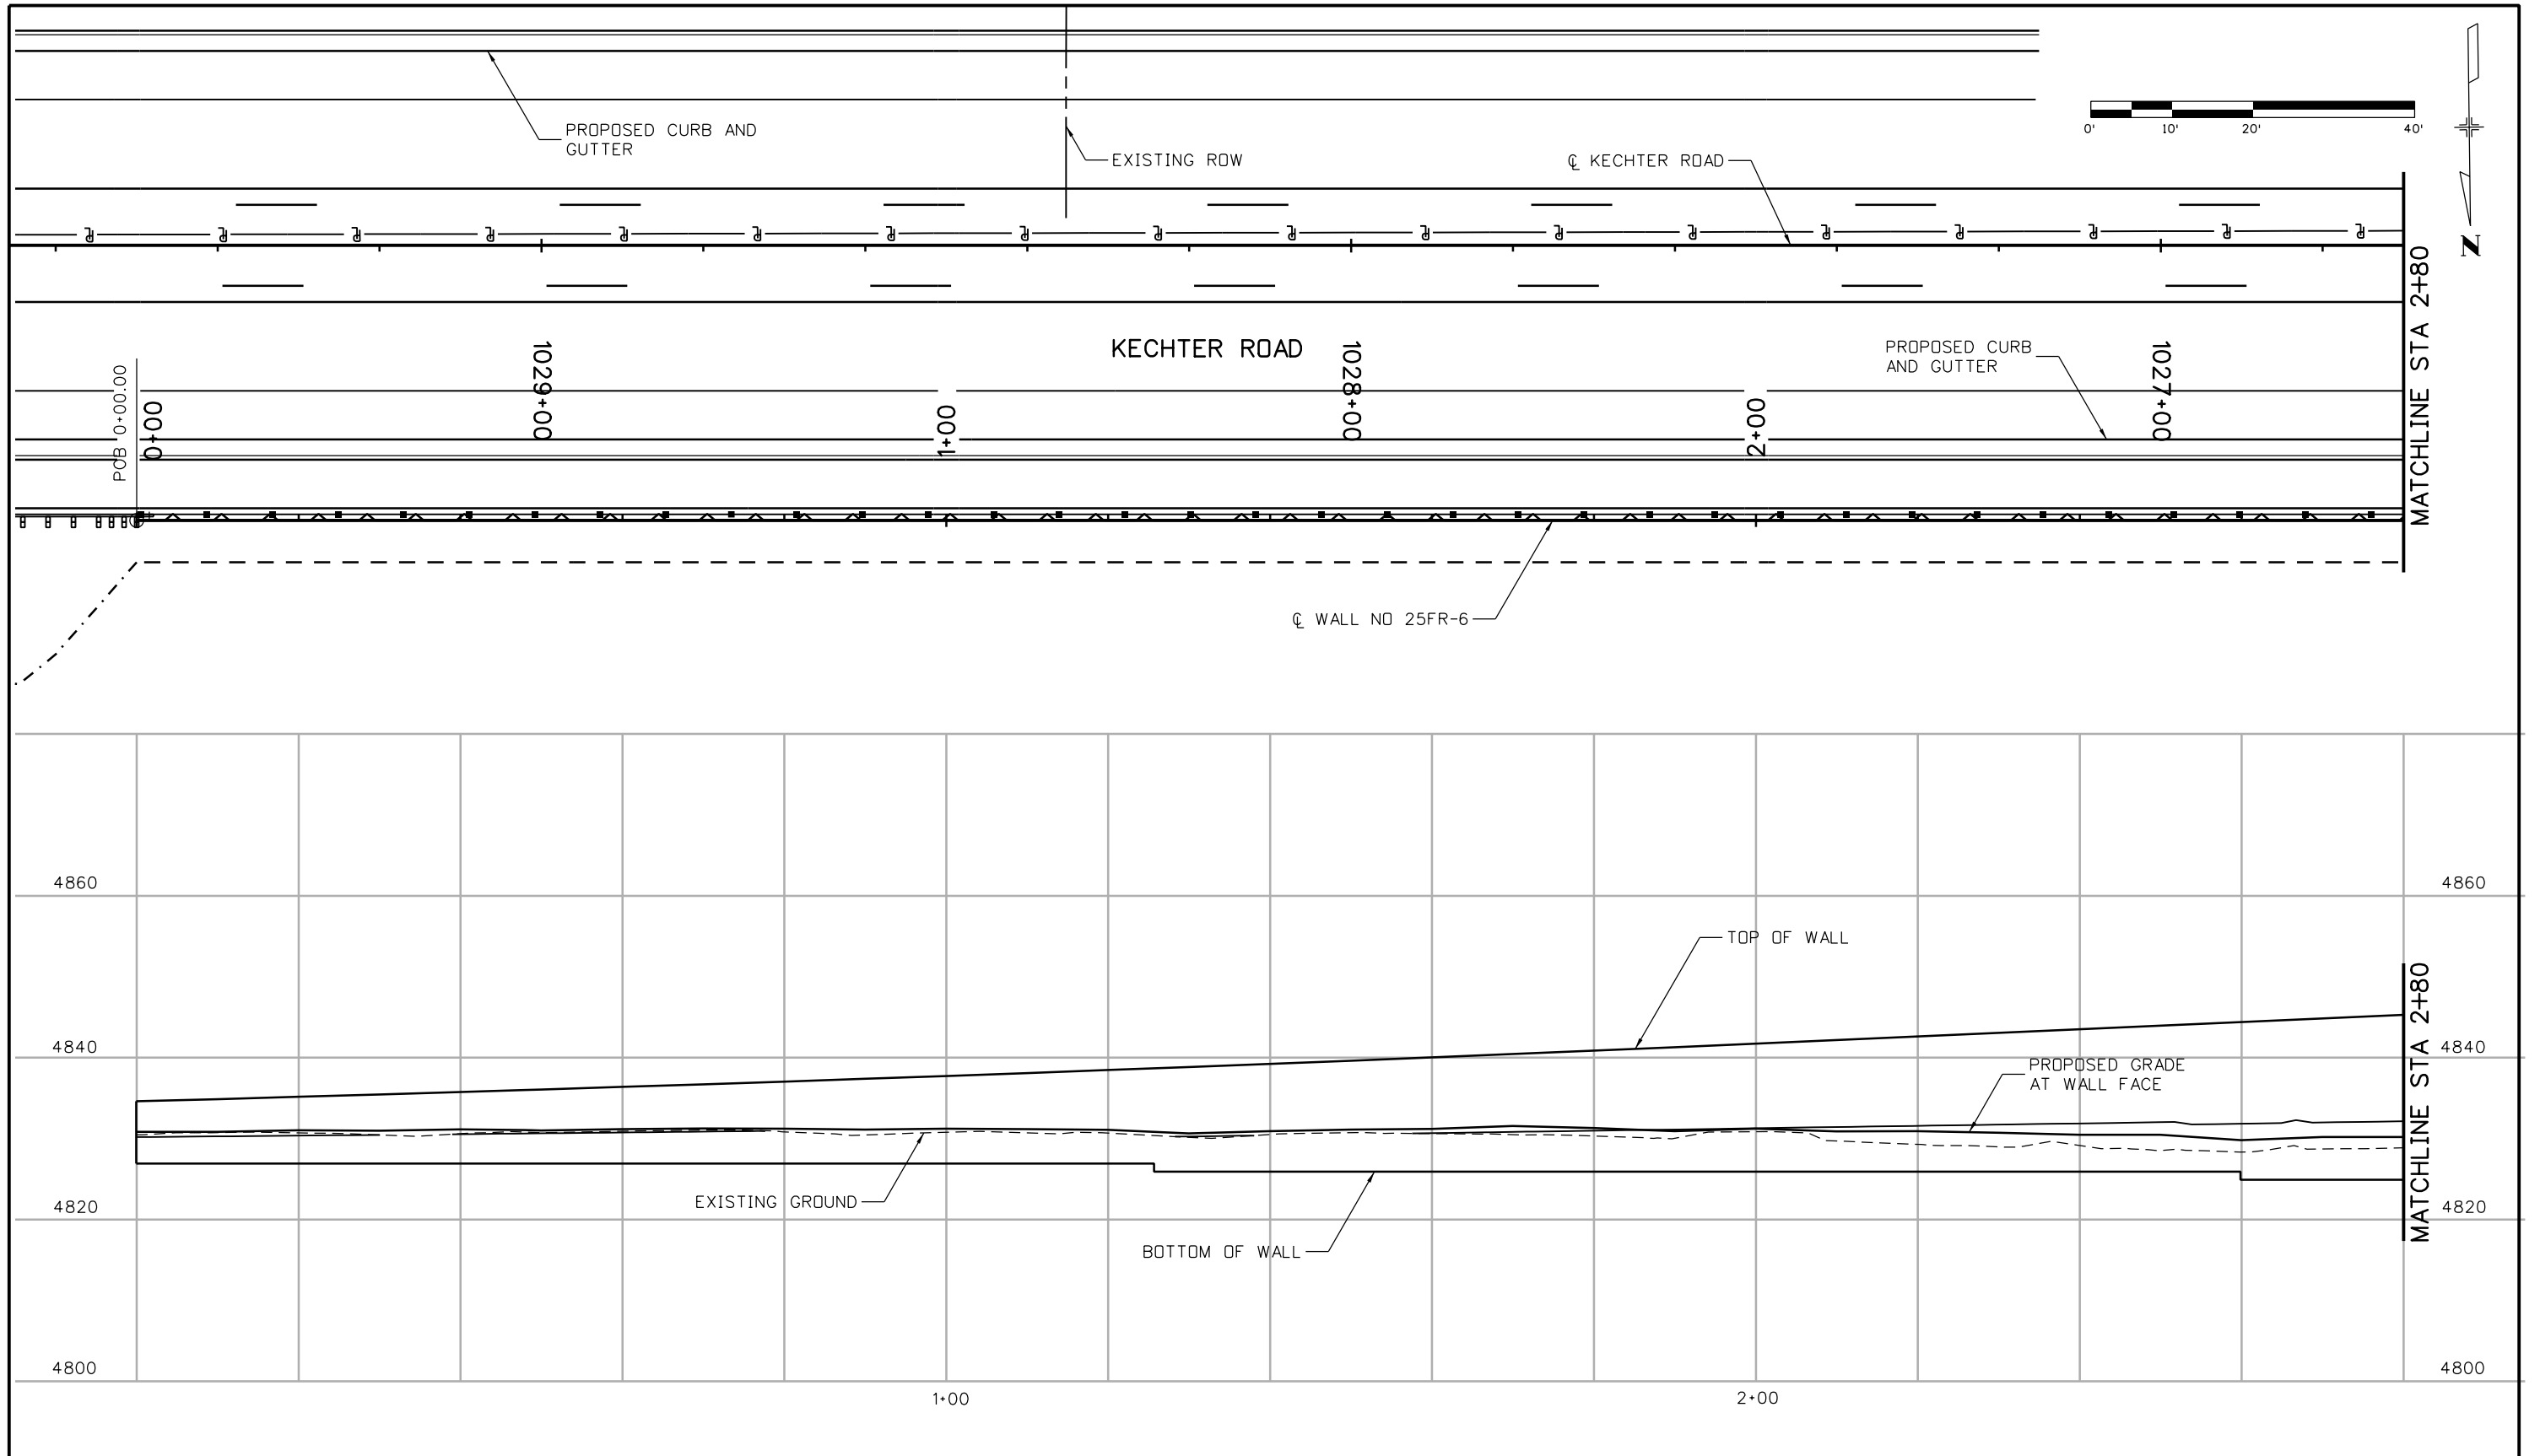 PROPOSED CURB AND
GUTTER
EXISTING ROW
℄ KECHTER ROAD
0'
10'
20'
40'
N
MATCHLINE STA 2+80
KECHTER ROAD
PROPOSED CURB
AND GUTTER
POB 0+00.00
0+00
1029+00
1+00
1028+00
2+00
1027+00
℄ WALL NO 25FR-6
4860
4860
TOP OF WALL
4840
4840
PROPOSED GRADE
AT WALL FACE
MATCHLINE STA 2+80
EXISTING GROUND
4820
4820
BOTTOM OF WALL
4800
4800
1+00
2+00